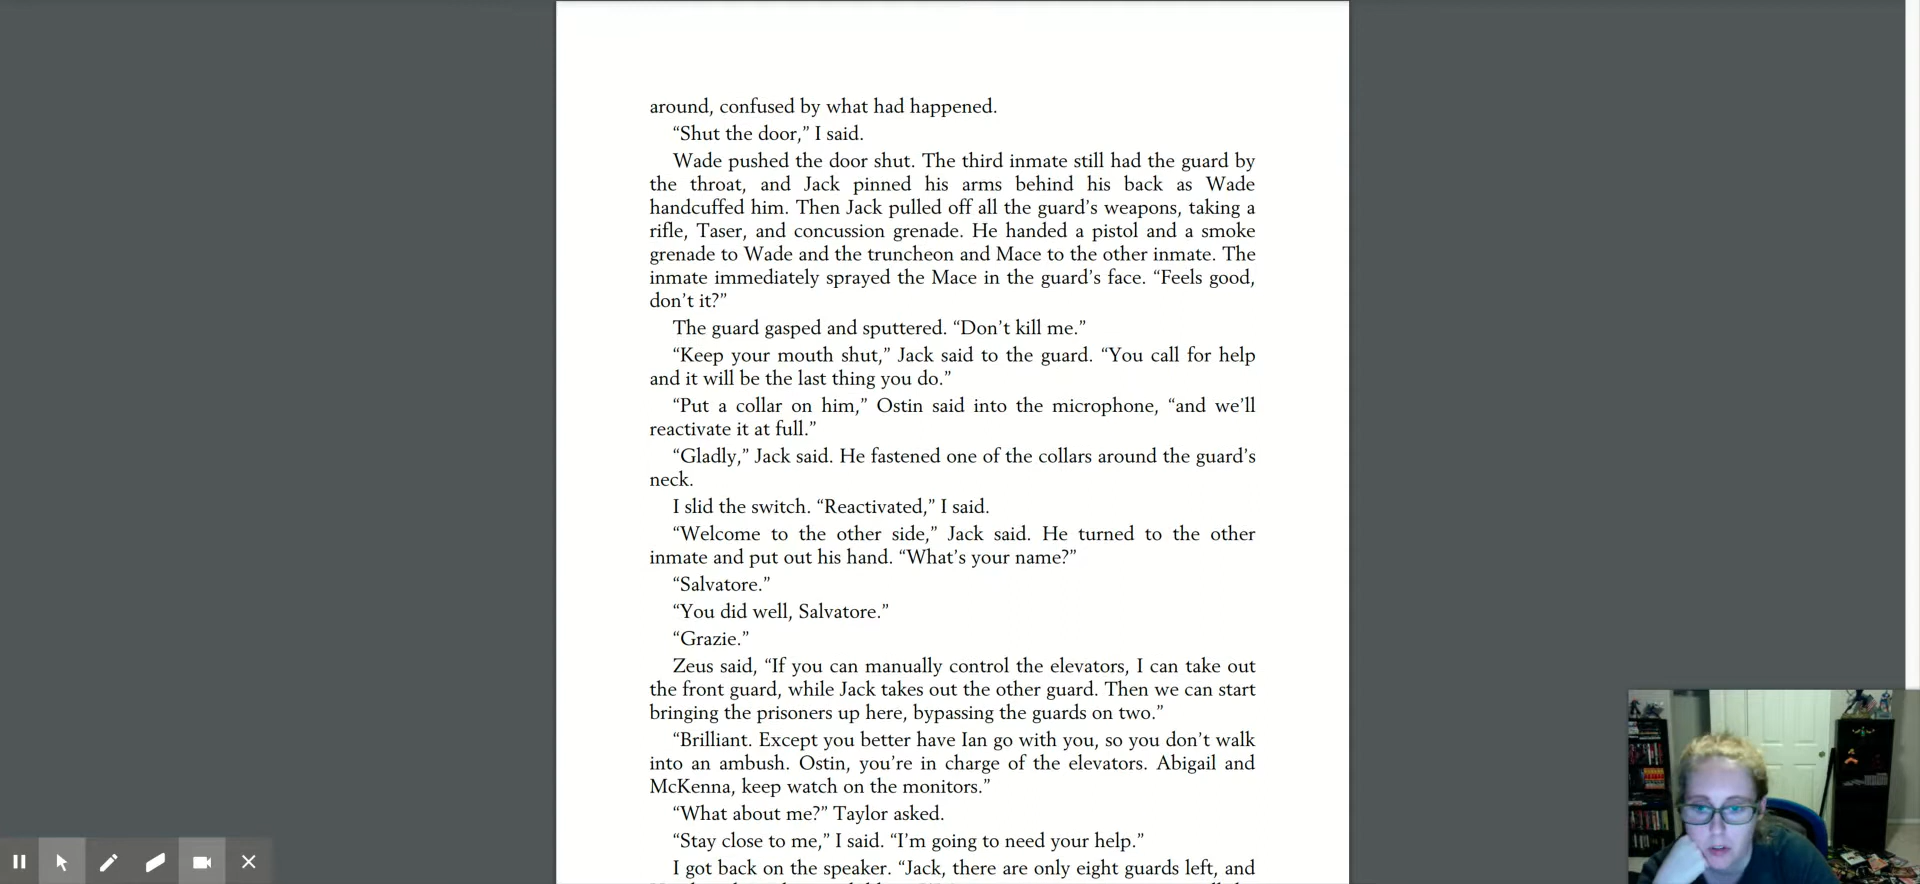 around, confused by what had happened.
“Shut the door,” I said.
Wade pushed the door shut. The third inmate still had the guard by
the throat, and Jack pinned his arms behind his back as Wade
handcuffed him. Then Jack pulled off all the guard’s weapons, taking a
rifle, Taser, and concussion grenade. He handed a pistol and a smoke
grenade to Wade and the truncheon and Mace to the other inmate. The
inmate immediately sprayed the Mace in the guard’s face. “Feels good,
don’t it?”
The guard gasped and sputtered. “Don’t kill me.”
“Keep your mouth shut,” Jack said to the guard. “You call for help
and it will be the last thing you do.”
“Put a collar on him,” Ostin said into the microphone, “and we’ll
reactivate it at full.”
“Gladly,” Jack said. He fastened one of the collars around the guard’s
neck.
I slid the switch. “Reactivated,” I said.
“Welcome to the other side,” Jack said. He turned to the other
inmate and put out his hand. “What’s your name?”
“Salvatore.”
“You did well, Salvatore.”
“Grazie.”
Zeus said, “If you can manually control the elevators, I can take out
the front guard, while Jack takes out the other guard. Then we can start
bringing the prisoners up here, bypassing the guards on two.”
“Brilliant. Except you better have Ian go with you, so you don’t walk
into an ambush. Ostin, you’re in charge of the elevators. Abigail and
McKenna, keep watch on the monitors.”
“What about me?” Taylor asked.
“Stay close to me,” I said. “I’m going to need your help.”
I got back on the speaker. “Jack, there are only eight guards left, and